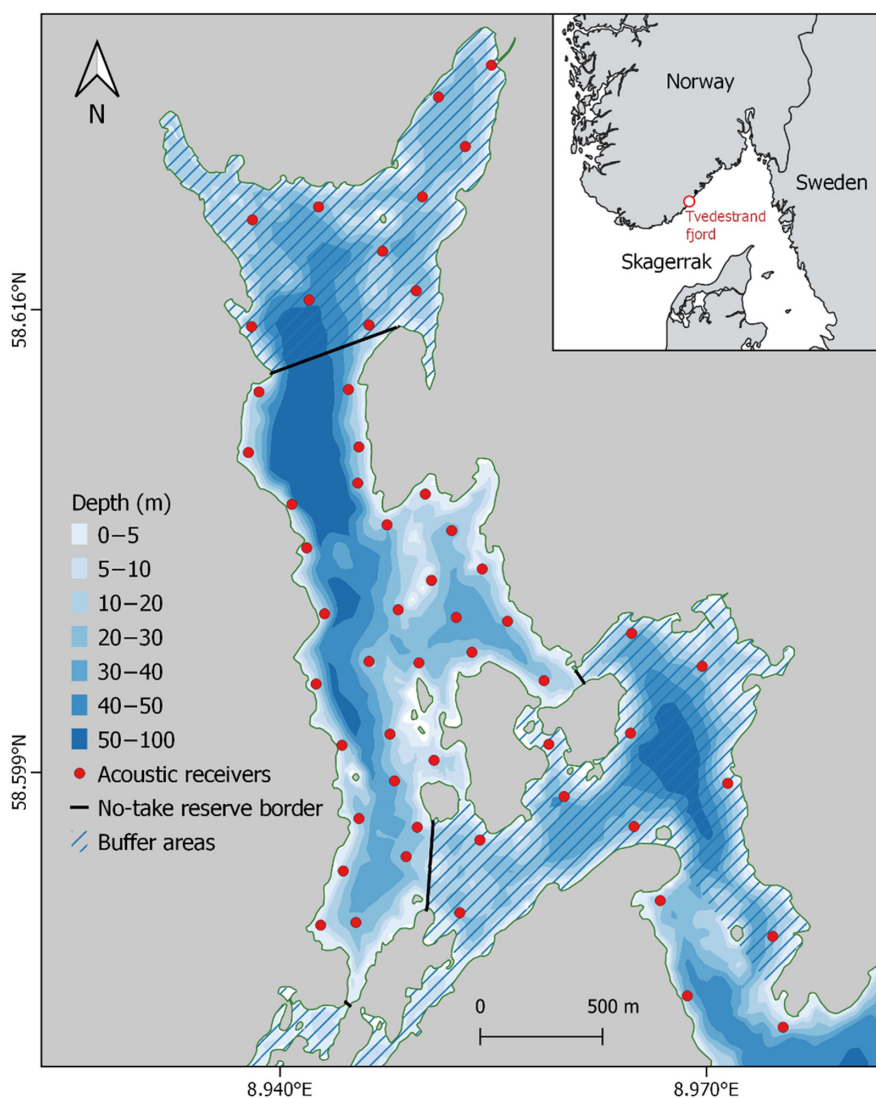 N
Norway
Sweden
Tvedestrand
fjord
Skagerrak
58.616°N
Depth (m)
0–5
5–10
10–20
20–30
30–40
40–50
50–100
Acoustic receivers
No-take reserve border
Buffer areas
58.599°N
0
500 m
8.940°E
8.970°E